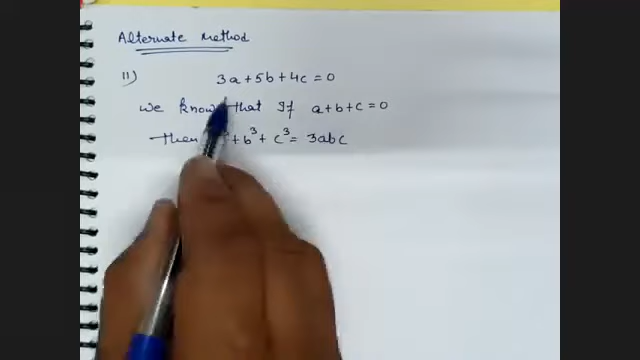 Alternate Method
11) 3a + 5b + 4c = 0
We know that If a + b + c = 0
Then + b³ + c³ = 3abc